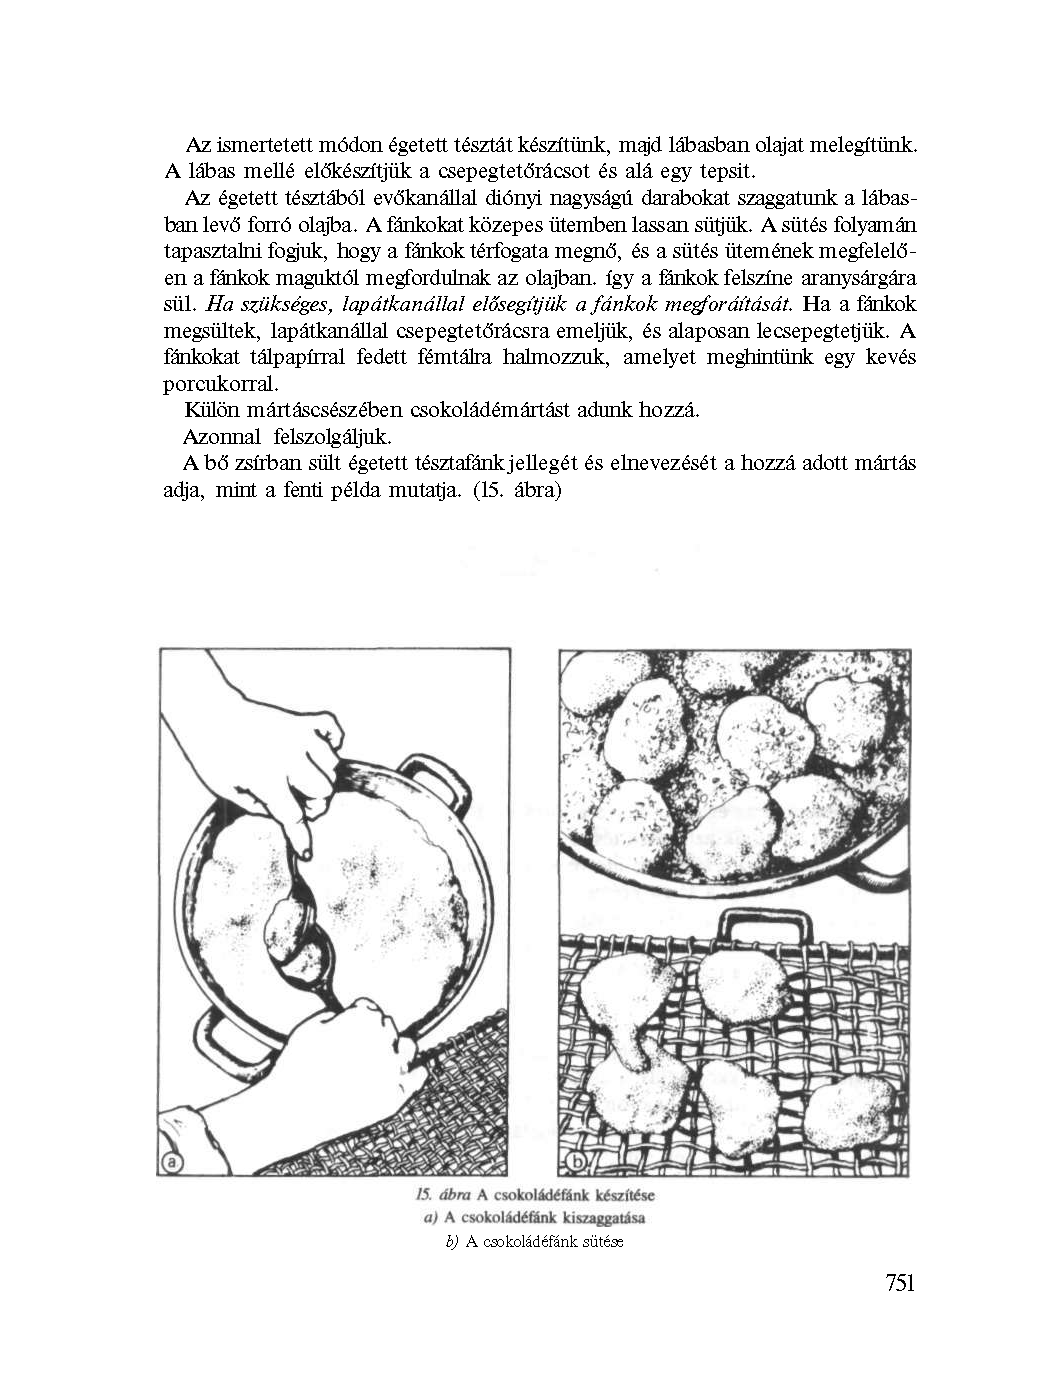 Az ismertetett módon égetett tésztát készítünk, majd lábasban olajat melegítünk.
A lábas mellé előkészítjük a csepegtetőrácsot és alá egy tepsit.
Az égetett tésztából evőkanállal diónyi nagyságú darabokat szaggatunk a lábas-
ban levő forró olajba. A fánkokat közepes ütemben lassan sütjük. A sütés folyamán
tapasztalni fogjuk, hogy a fánkok térfogata megnő, és a sütés ütemének megfelelő-
en a fánkok maguktól megfordulnak az olajban. így a fánkok felszíne aranysárgára
sül. Ha szükséges, lapátkanállal elősegítjük a fánkok megforáítását. Ha a fánkok
megsültek, lapátkanállal csepegtetőrácsra emeljük, és alaposan lecsepegtetjük. A
fánkokat tálpapírral fedett fémtálra halmozzuk, amelyet meghintünk egy kevés
porcukorral.
Külön mártáscsészében csokoládémártást adunk hozzá.
Azonnal felszolgáljuk.
A bő zsírban sült égetett tésztafánk jellegét és elnevezését a hozzá adott mártás
adja, mint a fenti példa mutatja. (15. ábra)
a
b
15. ábra A csokoládéfánk készítése
a) A csokoládéfánk kiszaggatása
b) A csokoládéfánk sütése
751